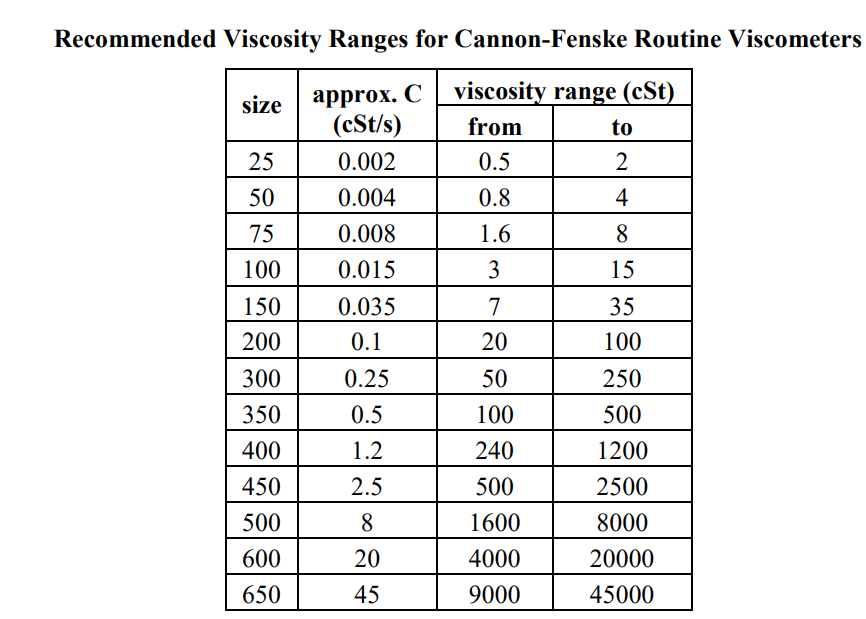 Recommended Viscosity Ranges for Cannon-Fenske Routine Viscometers
size approx. C (cSt/s) viscosity range (cSt)
from to
25 0.002 0.5 2
50 0.004 0.8 4
75 0.008 1.6 8
100 0.015 3 15
150 0.035 7 35
200 0.1 20 100
300 0.25 50 250
350 0.5 100 500
400 1.2 240 1200
450 2.5 500 2500
500 8 1600 8000
600 20 4000 20000
650 45 9000 45000